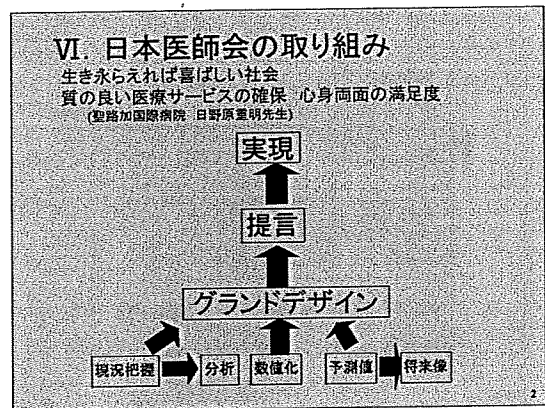 Ⅵ. 日本医師会の取り組み
生き永らえれば喜ばしい社会
質の良い医療サービスの確保 心身両面の満足度
(聖路加国際病院 日野原重明先生)
実現
提言
グランドデザイン
現況把握 分析 数値化 予測値 将来像
2